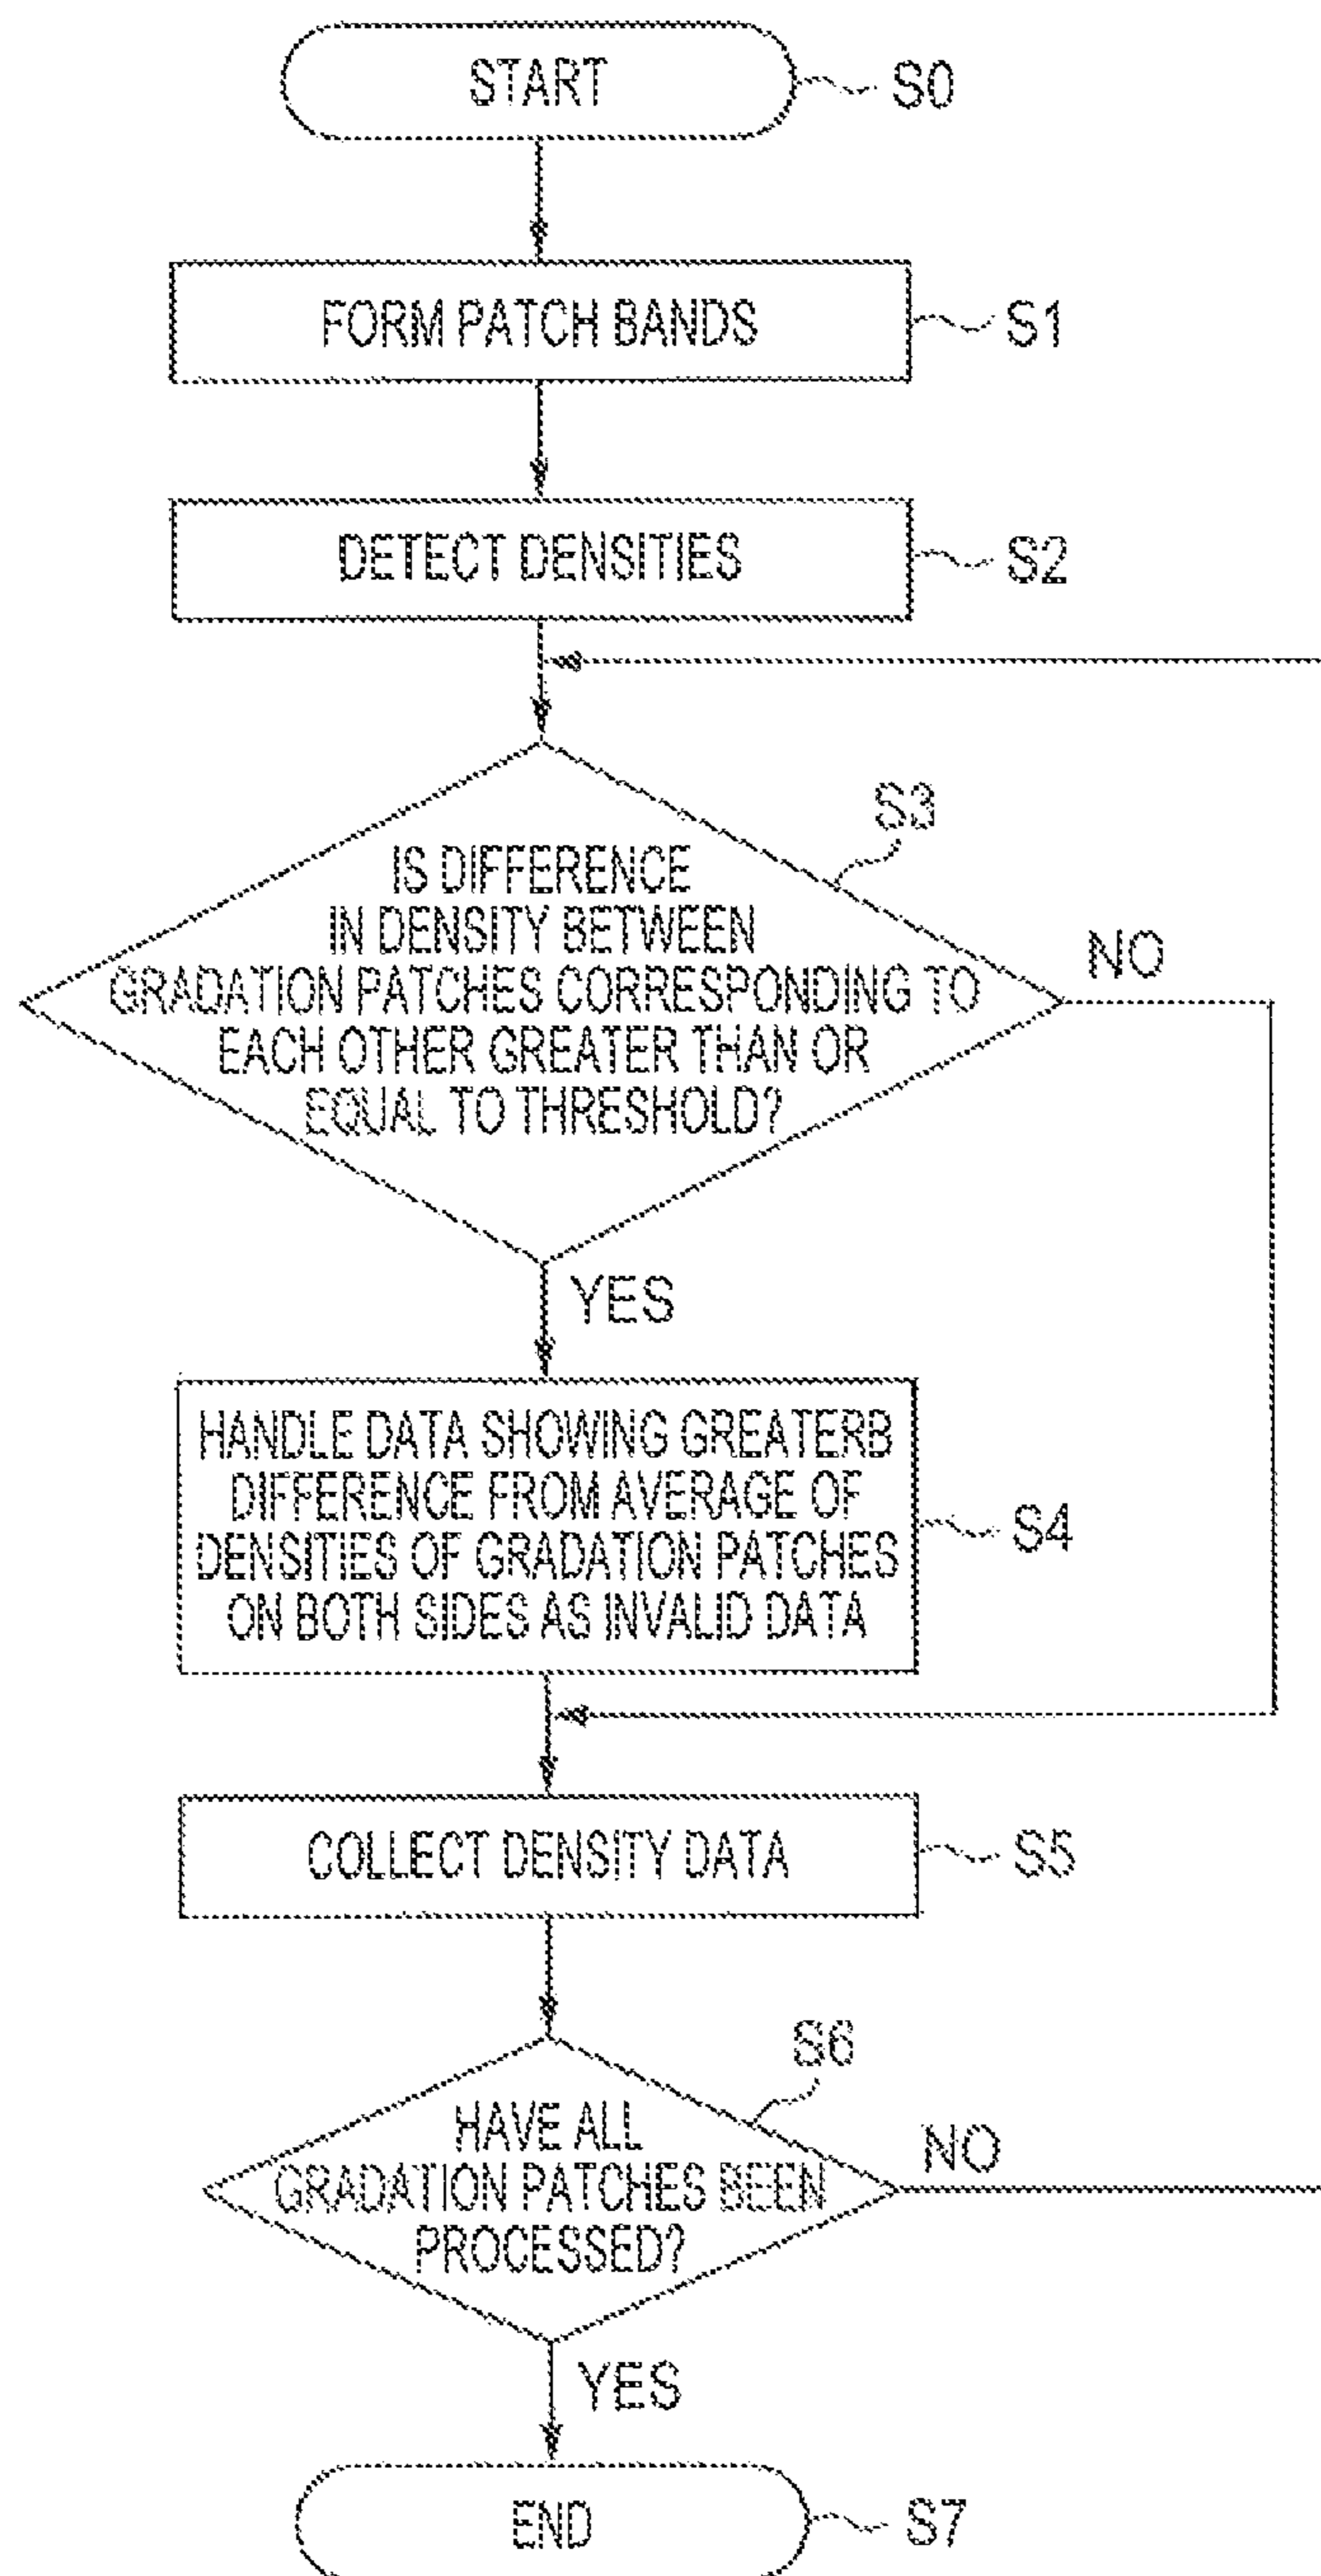 START
S0
FORM PATCH BANDS
S1
DETECT DENSITIES
S2
S3
IS DIFFERENCE
IN DENSITY BETWEEN
GRADATION PATCHES CORRESPONDING TO
EACH OTHER GREATER THAN OR
EQUAL TO THRESHOLD?
NO
YES
HANDLE DATA SHOWING GREATERB
DIFFERENCE FROM AVERAGE OF
DENSITIES OF GRADATION PATCHES
ON BOTH SIDES AS INVALID DATA
S4
COLLECT DENSITY DATA
S5
S6
HAVE ALL
GRADATION PATCHES BEEN
PROCESSED?
NO
YES
END
S7